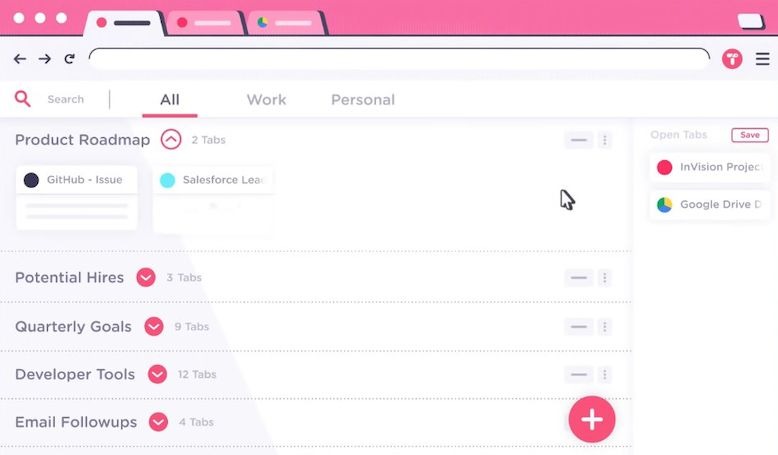 Search
All
Work
Personal
Product Roadmap
2 Tabs
GitHub - Issue
Salesforce Lea
Potential Hires
3 Tabs
Quarterly Goals
9 Tabs
Developer Tools
12 Tabs
Email Followups
4 Tabs
Open Tabs
Save
InVision Projec
Google Drive D